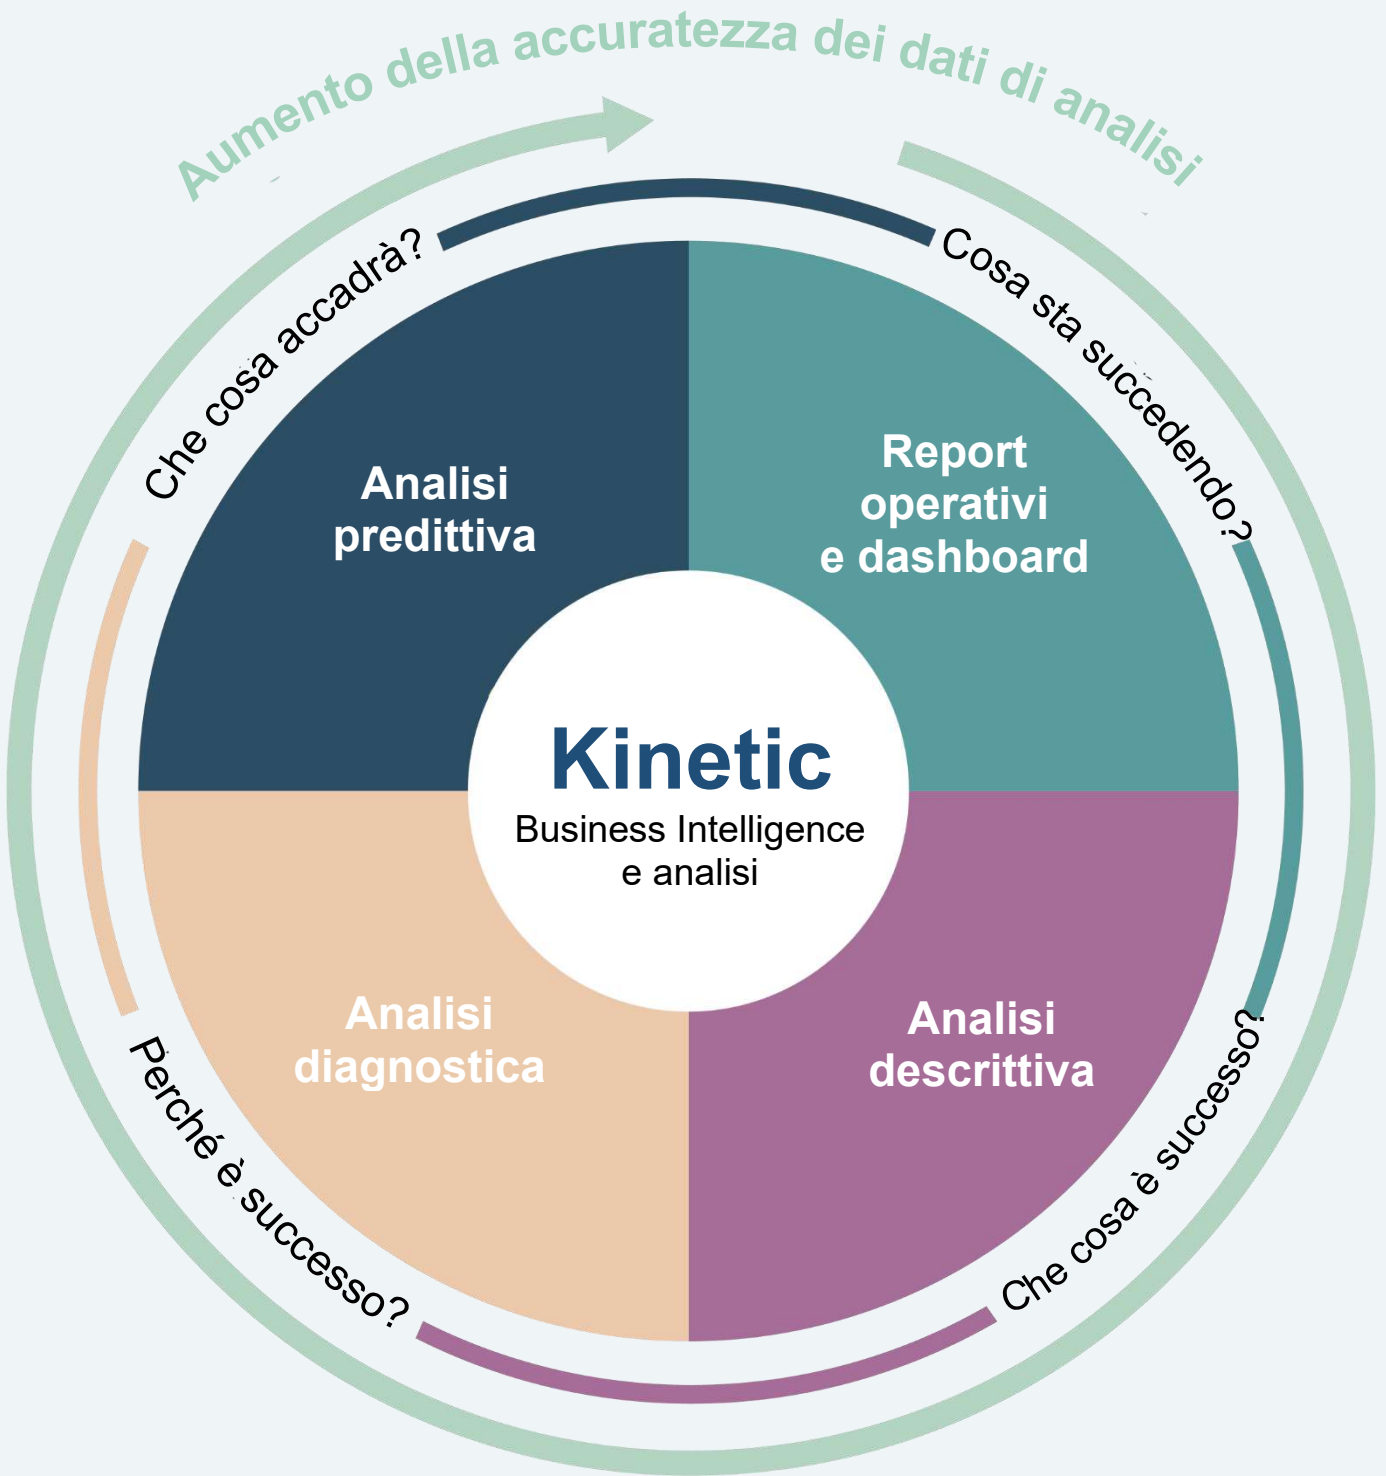 Aumento della accuratezza dei dati di analisi
Che cosa accadrà?
Cosa sta succedendo?
Analisi
predittiva
Report
operativi
e dashboard
Kinetic
Business Intelligence
e analisi
Analisi
diagnostica
Analisi
descrittiva
Perché è successo?
Che cosa è successo?